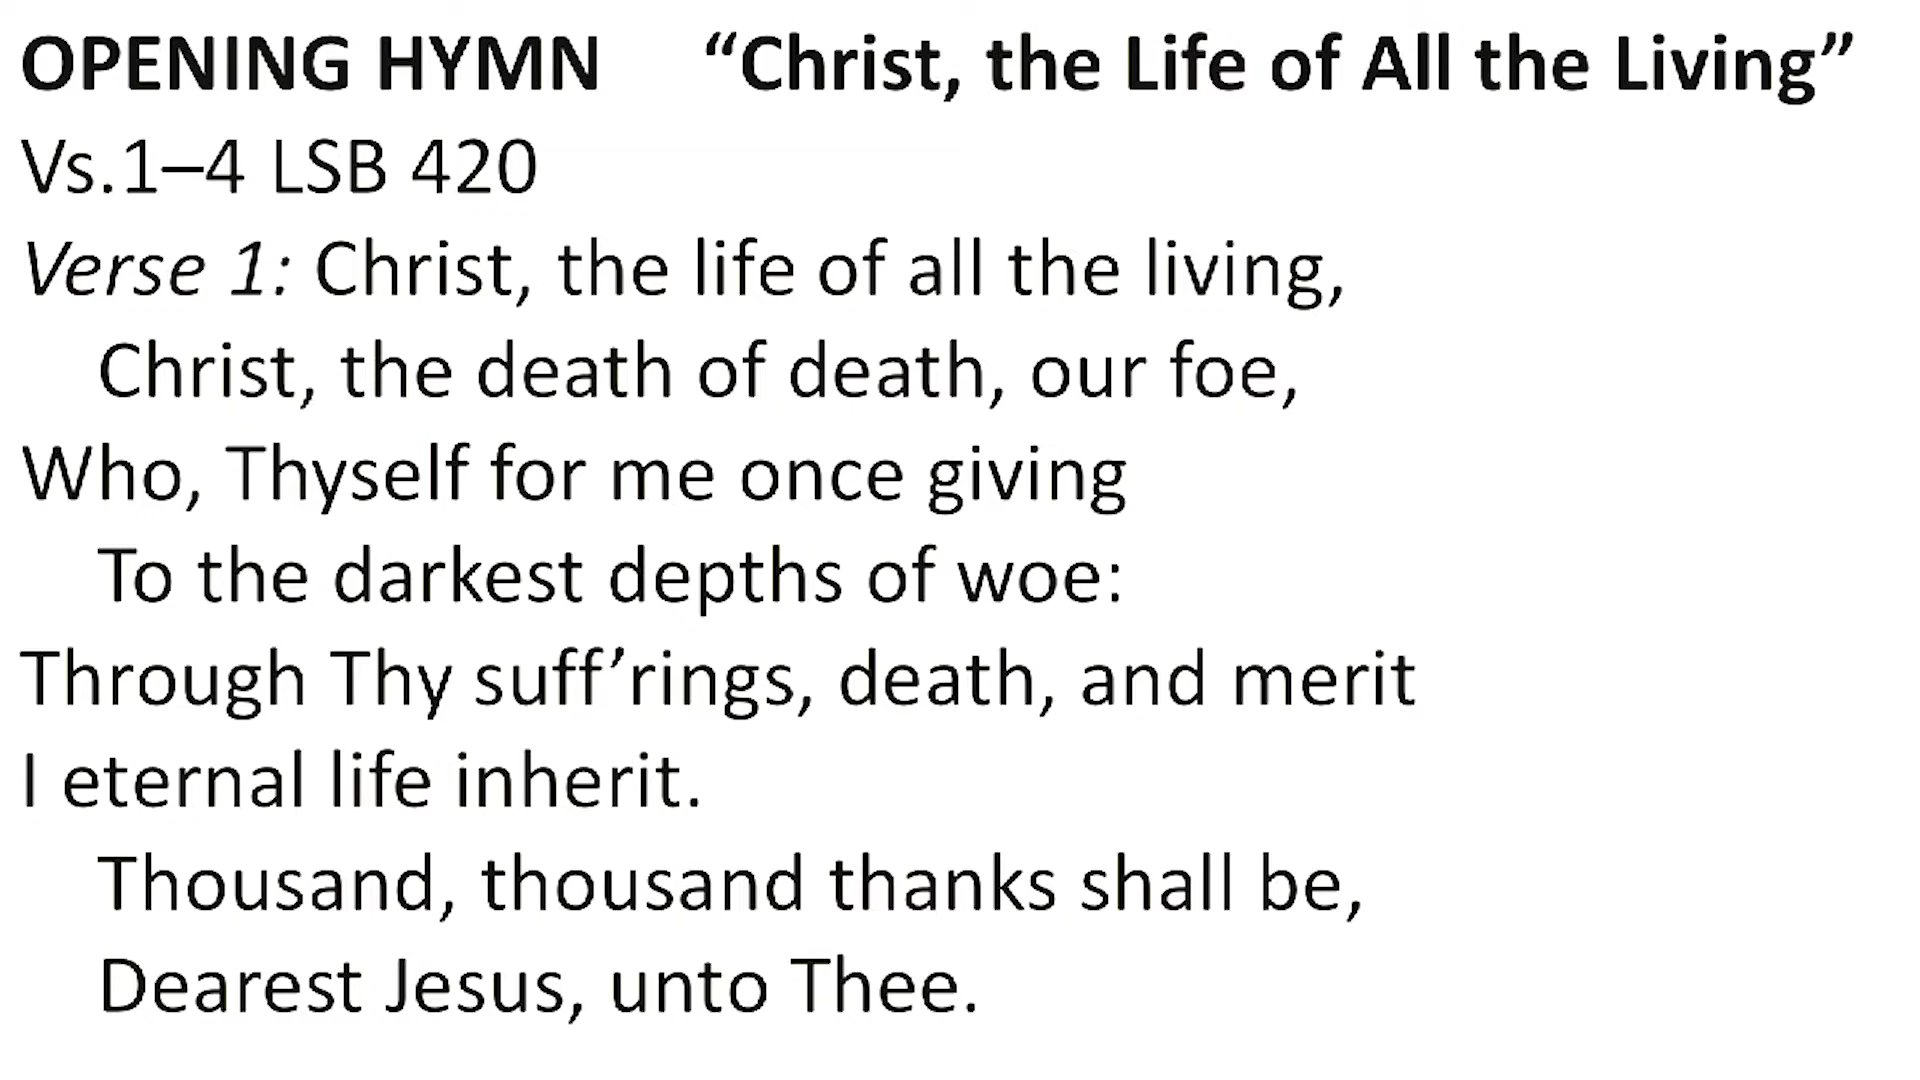 OPENING HYMN “Christ, the Life of All the Living”
Vs.1–4 LSB 420
Verse 1: Christ, the life of all the living,
Christ, the death of death, our foe,
Who, Thyself for me once giving
To the darkest depths of woe:
Through Thy suff’rings, death, and merit
I eternal life inherit.
Thousand, thousand thanks shall be,
Dearest Jesus, unto Thee.